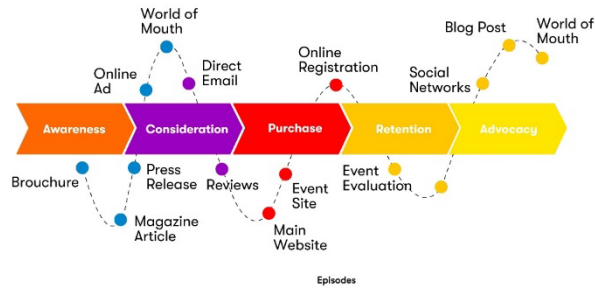 World of
Mouth
Online
Ad
Direct
Email
Online
Registration
Social
Networks
Blog Post
World of
Mouth
Awareness
Consideration
Purchase
Retention
Advocacy
Brouchure
Magazine
Article
Press
Release
Reviews
Main
Website
Event
Site
Event
Evaluation
Episodes